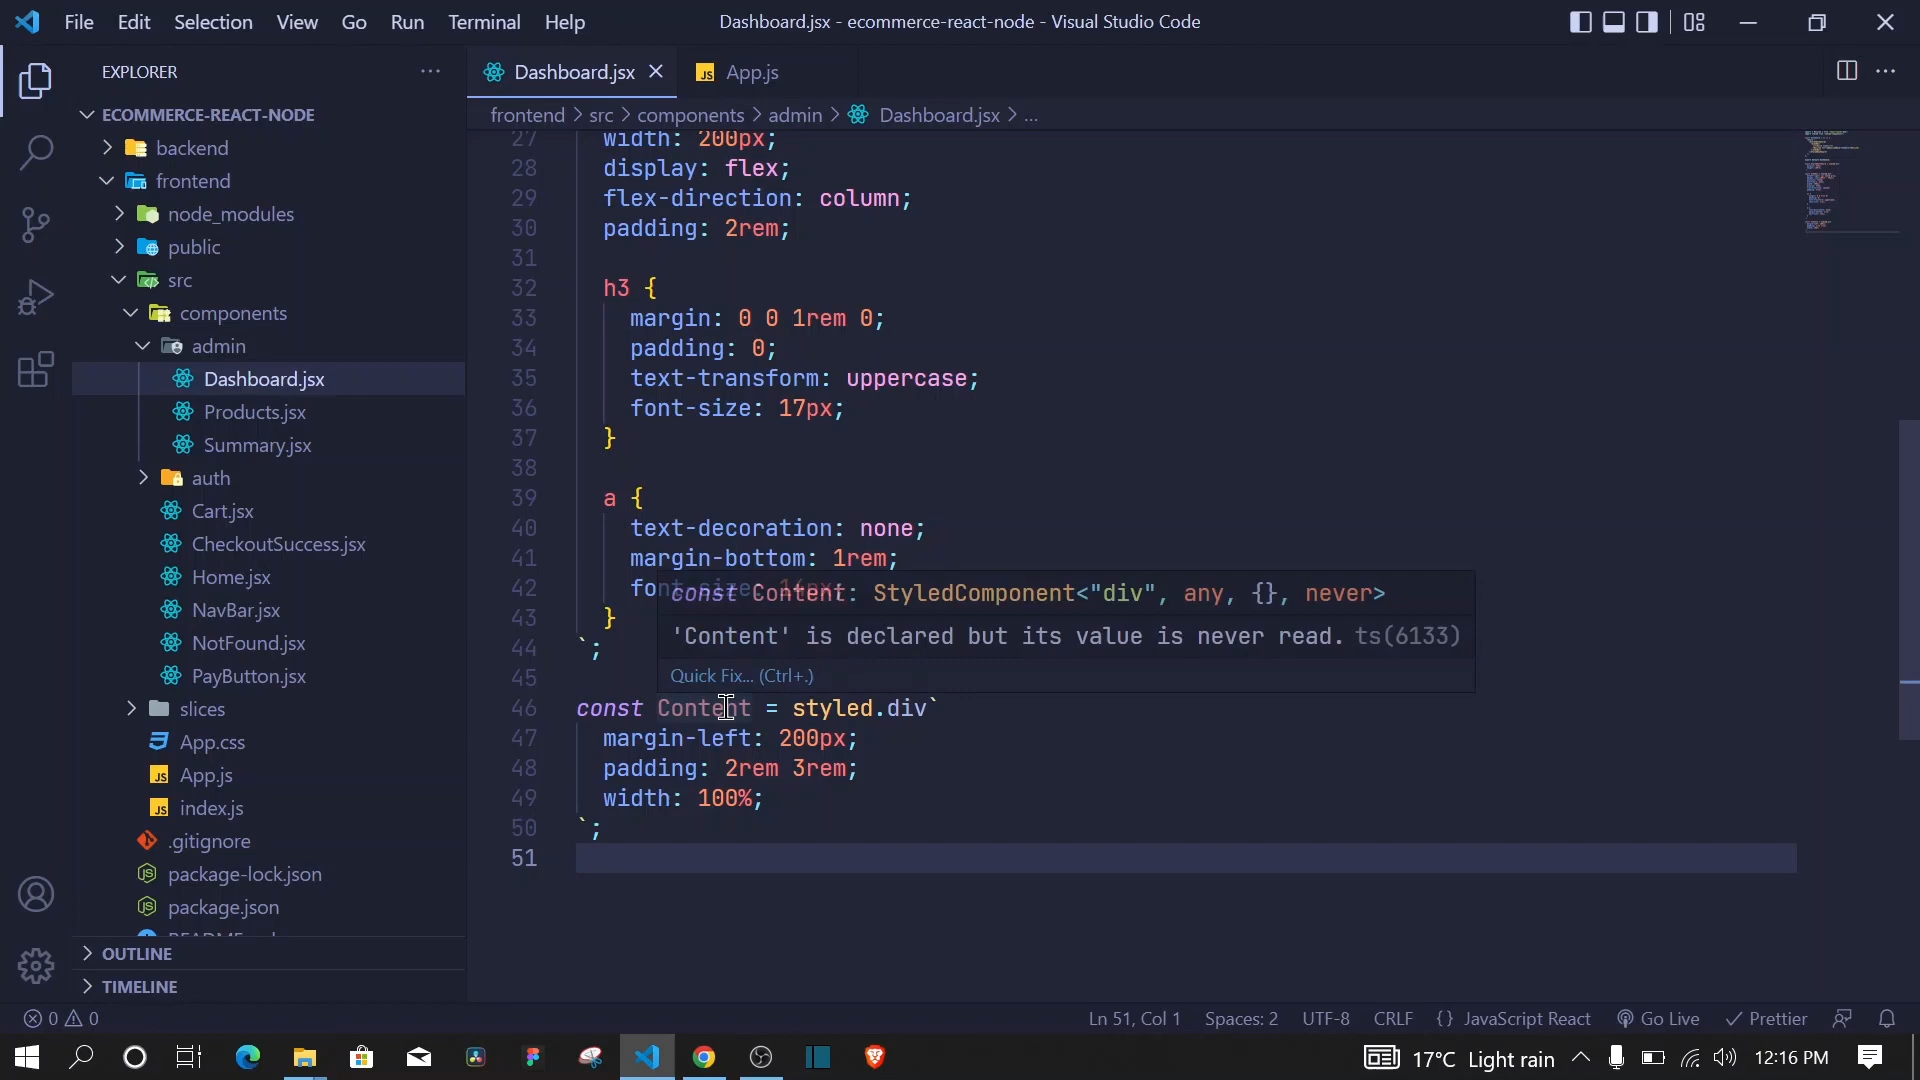 File Edit Selection View Go Run Terminal Help
Dashboard.jsx - ecommerce-react-node - Visual Studio Code
EXPLORER
ECOMMERCE-REACT-NODE
backend
frontend
node_modules
public
src
components
admin
Dashboard.jsx
Products.jsx
Summary.jsx
auth
Cart.jsx
CheckoutSuccess.jsx
Home.jsx
NavBar.jsx
NotFound.jsx
PayButton.jsx
slices
App.css
JS App.js
JS index.js
.gitignore
package-lock.json
package.json
OUTLINE
TIMELINE
Dashboard.jsx
JS App.js
frontend > src > components > admin > Dashboard.jsx > ...
27 width: 200px;
28 display: flex;
29 flex-direction: column;
30 padding: 2rem;
31
32 h3 {
33 margin: 0 0 1rem 0;
34 padding: 0;
35 text-transform: uppercase;
36 font-size: 17px;
37 }
38
39 a {
40 text-decoration: none;
41 margin-bottom: 1rem;
42 font-size: 14px;
const Content: StyledComponent<"div", any, {}, never>
43 }
'Content' is declared but its value is never read. ts(6133)
44 `;
Quick Fix... (Ctrl+.)
45
46 const Content = styled.div`
47 margin-left: 200px;
48 padding: 2rem 3rem;
49 width: 100%;
50 `;
51
0 0
Ln 51, Col 1 Spaces: 2 UTF-8 CRLF {} JavaScript React Go Live Prettier
17°C Light rain 12:16 PM